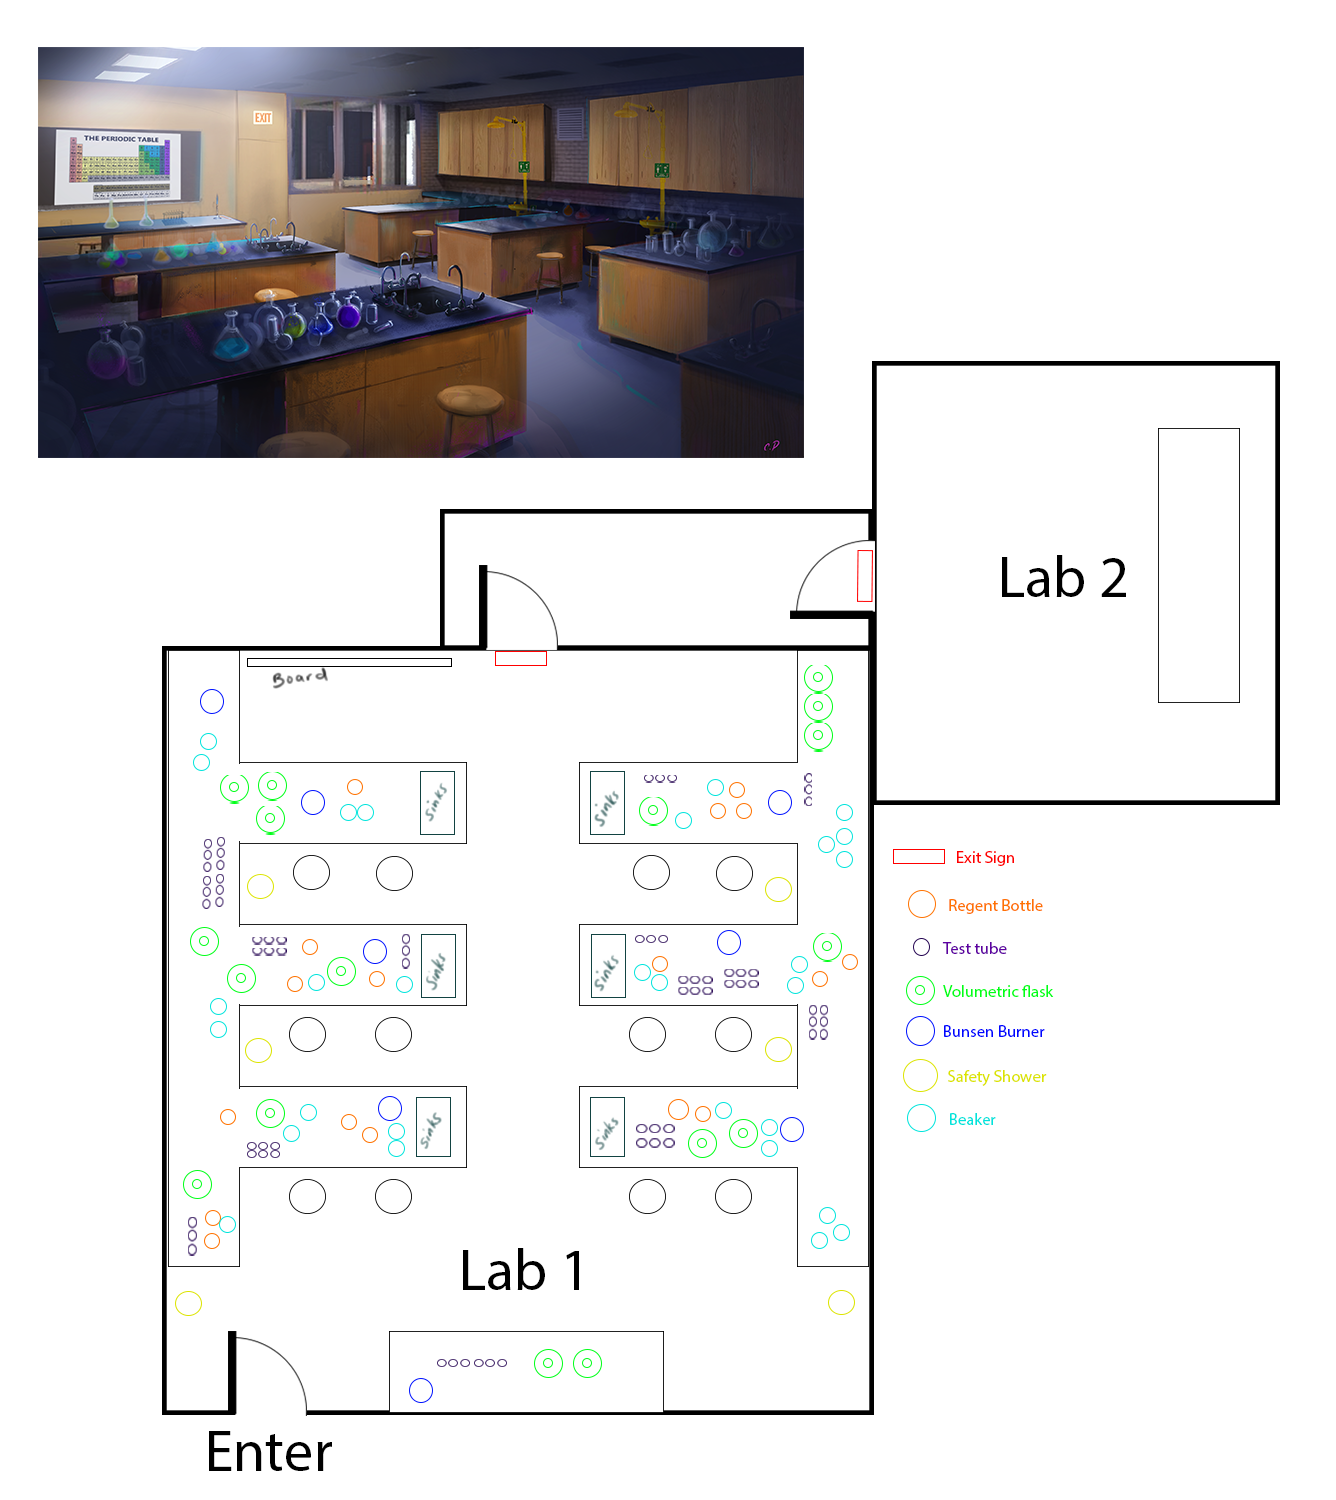 EXIT
THE PERIODIC TABLE
CP
Lab 2
Board
sinks
sinks
Exit Sign
Regent Bottle
Test tube
sinks
sinks
Volumetric flask
Bunsen Burner
Safety Shower
Beaker
sinks
sinks
Lab 1
Enter